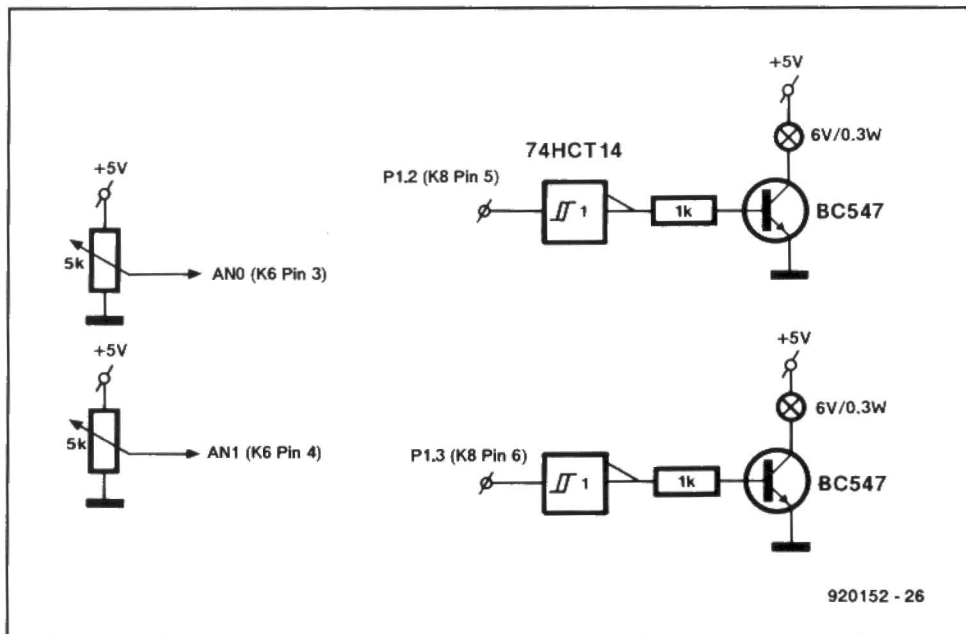 +5V
5k
AN0 (K6 Pin 3)
+5V
5k
AN1 (K6 Pin 4)
+5V
6V/0.3W
74HCT14
P1.2 (K8 Pin 5)
1
1k
BC547
+5V
6V/0.3W
P1.3 (K8 Pin 6)
1
1k
BC547
920152 - 26